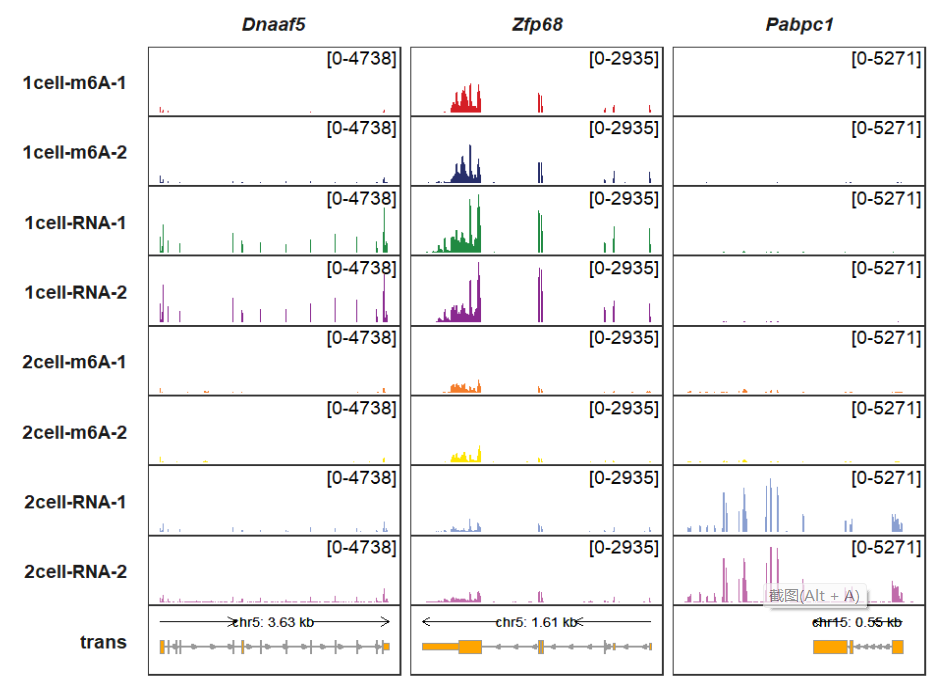 Dnaaf5 Zfp68 Pabpc1
1cell-m6A-1 [0-4738] [0-2935] [0-5271]
1cell-m6A-2 [0-4738] [0-2935] [0-5271]
1cell-RNA-1 [0-4738] [0-2935] [0-5271]
1cell-RNA-2 [0-4738] [0-2935] [0-5271]
2cell-m6A-1 [0-4738] [0-2935] [0-5271]
2cell-m6A-2 [0-4738] [0-2935] [0-5271]
2cell-RNA-1 [0-4738] [0-2935] [0-5271]
2cell-RNA-2 [0-4738] [0-2935] [0-5271]
截图(Alt + A)
chr5: 3.63 kb chr5: 1.61 kb chr15: 0.55 kb
trans